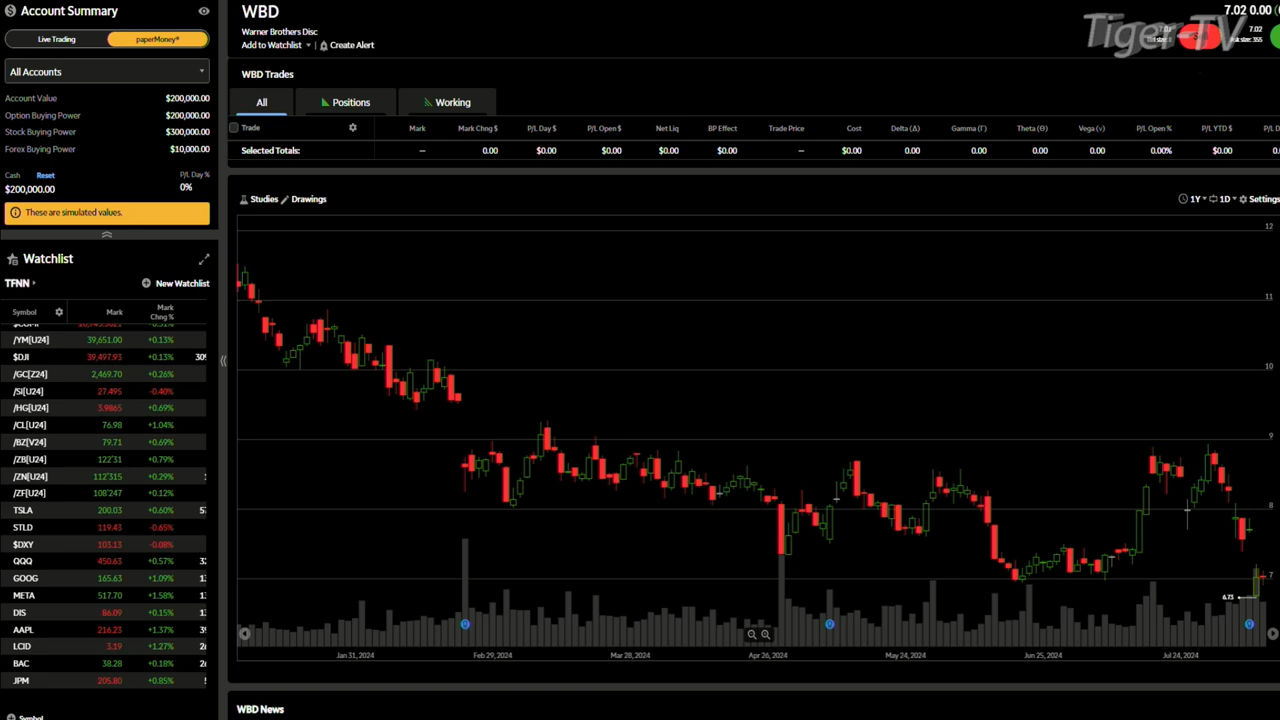 Account Summary
Live Trading
paperMoney®
All Accounts
Account Value $200,000.00
Option Buying Power $200,000.00
Stock Buying Power $300,000.00
Forex Buying Power $10,000.00
Cash Reset P/L Day %
$200,000.00 0%
These are simulated values.
Watchlist
TFNN
New Watchlist
Symbol Mark Mark Chng %
/YM[U24] 39,651.00 +0.13%
$DJI 39,497.93 +0.13%
/GC[Z24] 2,469.70 +0.26%
/SI[U24] 27.495 -0.40%
/HG[U24] 3.9865 +0.69%
/CL[U24] 76.98 +1.04%
/BZ[V24] 79.71 +0.69%
/ZB[U24] 122'31 +0.79%
/ZN[U24] 112'315 +0.29%
/ZF[U24] 108'247 +0.12%
TSLA 200.03 +0.60%
STLD 119.43 -0.65%
$DXY 103.13 -0.08%
QQQ 450.63 +0.57%
GOOG 165.63 +1.09%
META 517.70 +1.58%
DIS 86.09 +0.15%
AAPL 216.23 +1.37%
LCID 3.19 +1.27%
BAC 38.28 +0.18%
JPM 205.80 +0.85%
Symbol
WBD
Warner Brothers Disc
Add to Watchlist
Create Alert
7.02 0.00
Tiger-TV
7.02
WBD Trades
All
Positions
Working
Trade Mark Mark Chng $ P/L Day $ P/L Open $ Net Liq BP Effect Trade Price Cost Delta (Δ) Gamma (Γ) Theta (Θ) Vega (ν) P/L Open % P/L YTD $
Selected Totals: — 0.00 $0.00 $0.00 $0.00 $0.00 — $0.00 0.00 0.00 0.00 0.00 0.00% $0.00
Studies
Drawings
1Y
1D
Settings
12
11
10
9
8
7
6.73
Jan 31, 2024
Feb 29, 2024
Mar 28, 2024
Apr 26, 2024
May 24, 2024
Jun 25, 2024
Jul 24, 2024
WBD News